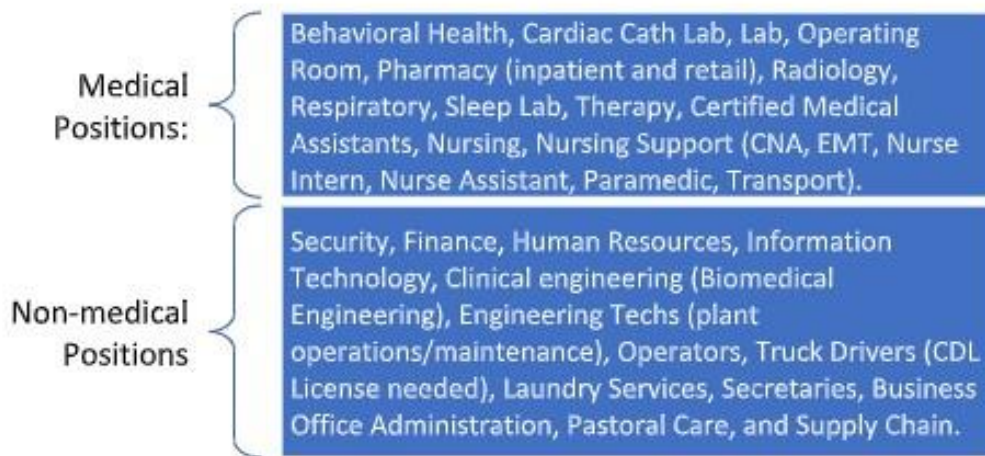 Medical
Positions:
Behavioral Health, Cardiac Cath Lab, Lab, Operating
Room, Pharmacy (inpatient and retail), Radiology,
Respiratory, Sleep Lab, Therapy, Certified Medical
Assistants, Nursing, Nursing Support (CNA, EMT, Nurse
Intern, Nurse Assistant, Paramedic, Transport).
Non-medical
Positions
Security, Finance, Human Resources, Information
Technology, Clinical engineering (Biomedical
Engineering), Engineering Techs (plant
operations/maintenance), Operators, Truck Drivers (CDL
License needed), Laundry Services, Secretaries, Business
Office Administration, Pastoral Care, and Supply Chain.